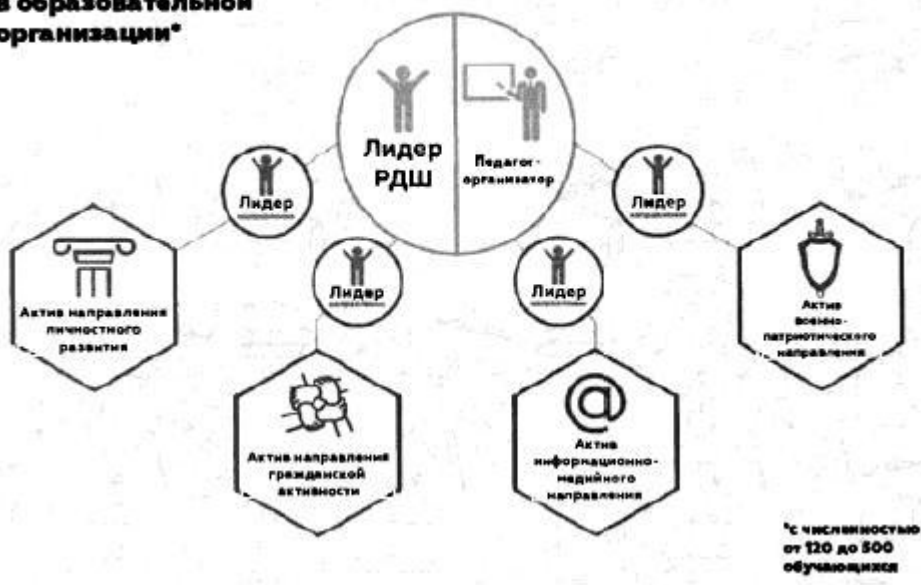 в образовательной
организации*
Лидер
РДШ
Педагог-
организатор
Лидер
направления
Лидер
направления
Лидер
направления
Лидер
направления
Актив направления
личностного
развития
Актив направления
гражданской
активности
Актив
информационно-
медийного
направления
Актив
военно-
патриотического
направления
*с численностью
от 120 до 500
обучающихся